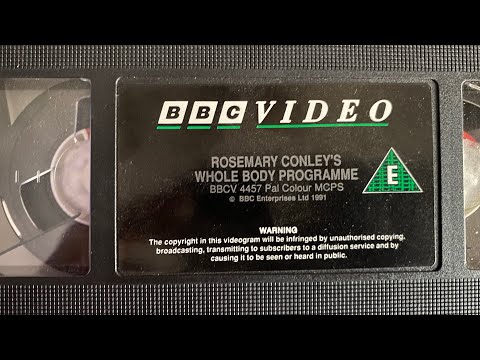 BBC VIDEO
ROSEMARY CONLEY'S
WHOLE BODY PROGRAMME
BBCV 4457 Pal Colour MCPS
© BBC Enterprises Ltd 1991
E
WARNING
The copyright in this videogram will be infringed by unauthorised copying,
broadcasting, transmitting to subscribers to a diffusion service and by
causing it to be seen or heard in public.